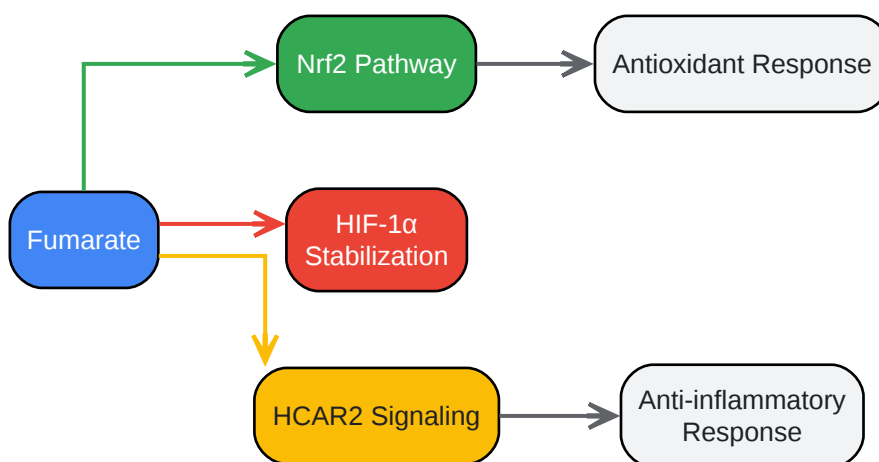 Nrf2 Pathway
Antioxidant Response
Fumarate
HIF-1α
Stabilization
HCAR2 Signaling
Anti-inflammatory
Response